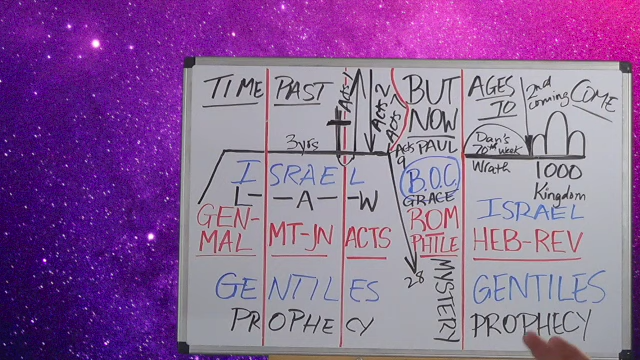 TIME PAST
BUT
NOW
PAUL
AGES
TO
COME
2nd
coming
Acts 1
Acts 2
Acts 7
3yrs
Acts
9
Dan's
70th week
Wrath
1000
Kingdom
ISRAEL
L-A-W
B.O.C.
GRACE
ISRAEL
GEN-
MAL
MT-JN
ACTS
ROM
PHILE
HEB-REV
28
MYSTERY
GENTILES
GENTILES
PROPHECY
PROPHECY